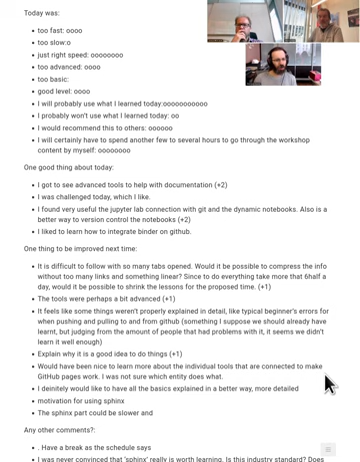 Today was:
too fast: oooo
too slow:o
just right speed: oooooooo
too advanced: oooo
too basic:
good level: oooo
I will probably use what I learned today:ooooooooooo
I probably won't use what I learned today: oo
I would recommend this to others: oooooo
I will certainly have to spend another few to several hours to go through the workshop
content by myself: oooooooo
One good thing about today:
I got to see advanced tools to help with documentation (+2)
I was challenged today, which I like.
I found very useful the jupyter lab connection with git and the dynamic notebooks. Also is a
better way to version control the notebooks (+2)
I liked to learn how to integrate binder on github.
One thing to be improved next time:
It is difficult to follow with so many tabs opened. Would it be possible to compress the info
without too many links and something linear? Since to do everything take more that 6half a
day, would it be possible to shrink the lessons for the proposed time. (+1)
The tools were perhaps a bit advanced (+1)
It feels like some things weren't properly explained in detail, like typical beginner's errors for
when pushing and pulling to and from github (something I suppose we should already have
learnt, but judging from the amount of people that had problems with it, it seems we didn't
learn it well enough)
Explain why it is a good idea to do things (+1)
Would have been nice to learn more about the individual tools that are connected to make
GitHub pages work. I was not sure which entity does what.
I deinitely would like to have all the basics explained in a better way, more detailed
motivation for using sphinx
The sphinx part could be slower and
Any other comments?:
. Have a break as the schedule says
I was never convinced that 'sphinx' really is worth learning. Is this industry standard? Does